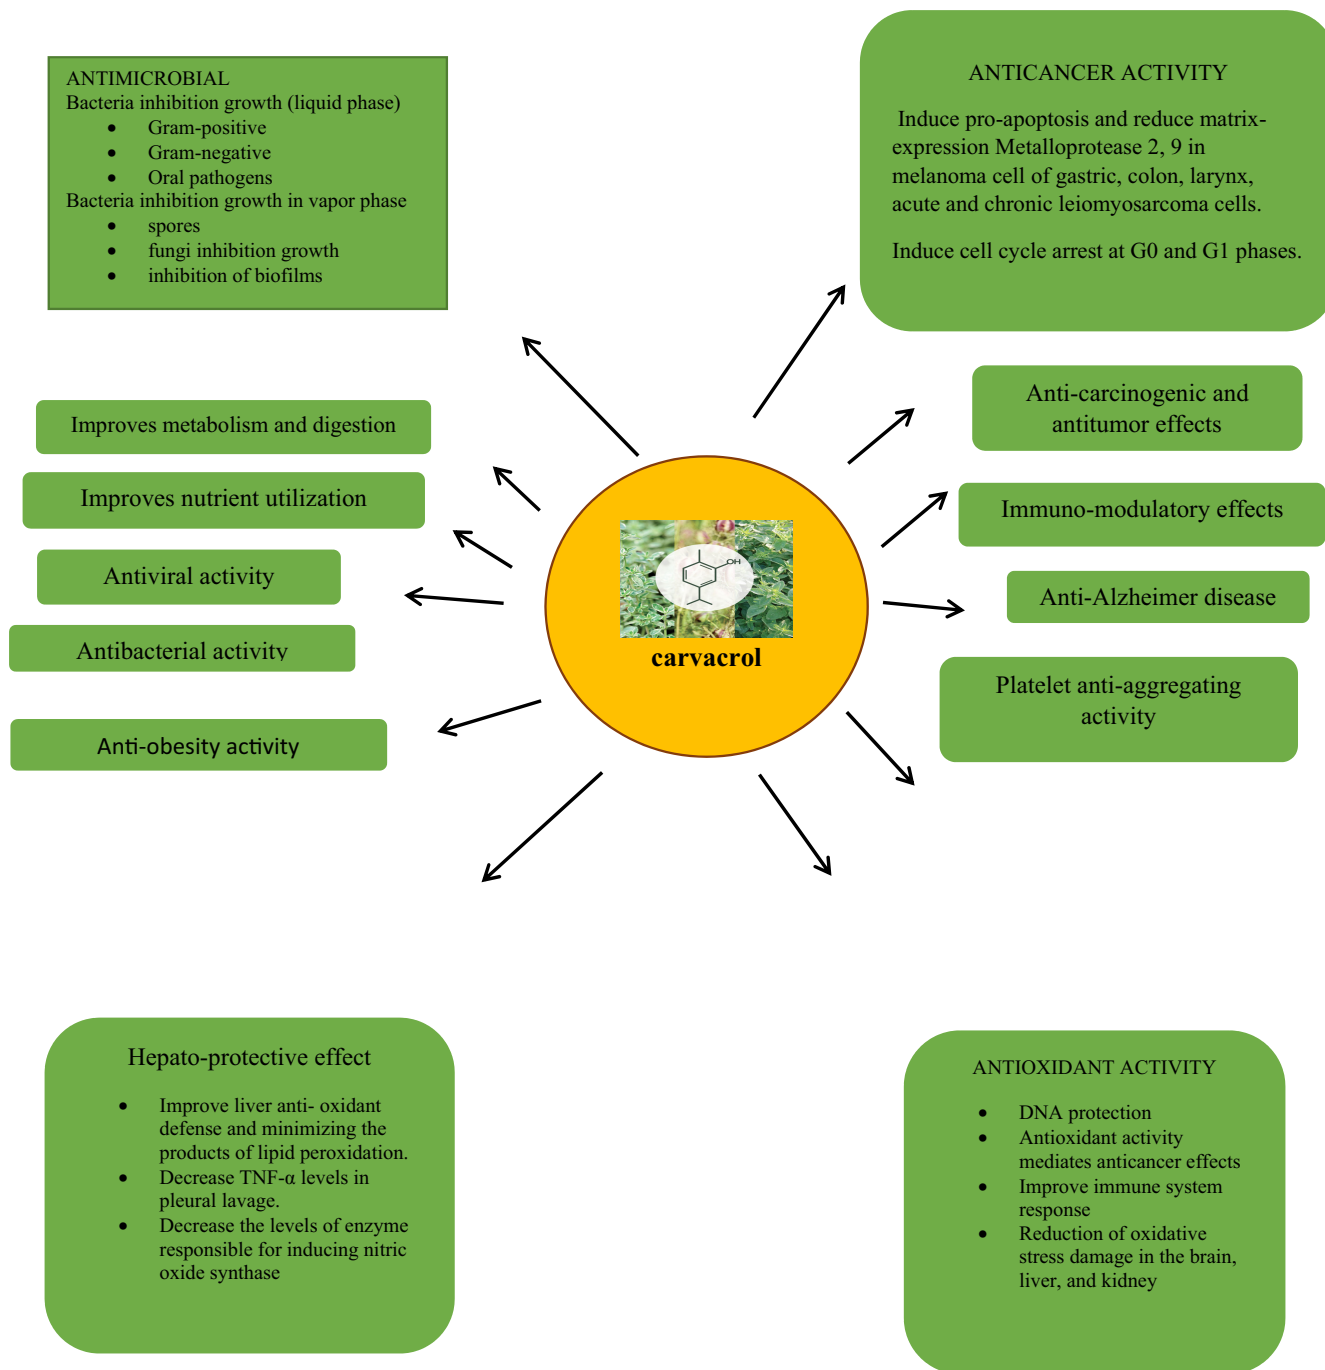 ANTIMICROBIAL
Bacteria inhibition growth (liquid phase)
• Gram-positive
• Gram-negative
• Oral pathogens
Bacteria inhibition growth in vapor phase
• spores
• fungi inhibition growth
• inhibition of biofilms
ANTICANCER ACTIVITY
Induce pro-apoptosis and reduce matrix-
expression Metalloprotease 2, 9 in
melanoma cell of gastric, colon, larynx,
acute and chronic leiomyosarcoma cells.
Induce cell cycle arrest at G0 and G1 phases.
Improves metabolism and digestion
Improves nutrient utilization
Antiviral activity
Antibacterial activity
Anti-obesity activity
OH
carvacrol
Anti-carcinogenic and
antitumor effects
Immuno-modulatory effects
Anti-Alzheimer disease
Platelet anti-aggregating
activity
Hepato-protective effect
• Improve liver anti- oxidant
defense and minimizing the
products of lipid peroxidation.
• Decrease TNF-α levels in
pleural lavage.
• Decrease the levels of enzyme
responsible for inducing nitric
oxide synthase
ANTIOXIDANT ACTIVITY
• DNA protection
• Antioxidant activity
mediates anticancer effects
• Improve immune system
response
• Reduction of oxidative
stress damage in the brain,
liver, and kidney